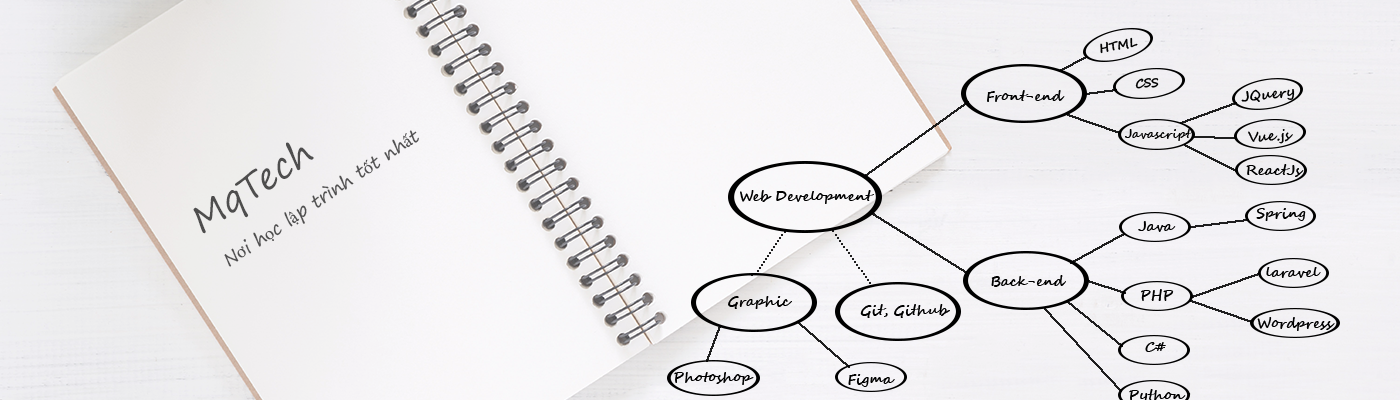 MqTech
Nơi học lập trình tốt nhất
Web Development
Front-end
HTML
CSS
Javascript
JQuery
Vue.js
ReactJs
Back-end
Java
Spring
PHP
laravel
Wordpress
C#
Python
Graphic
Photoshop
Figma
Git, Github